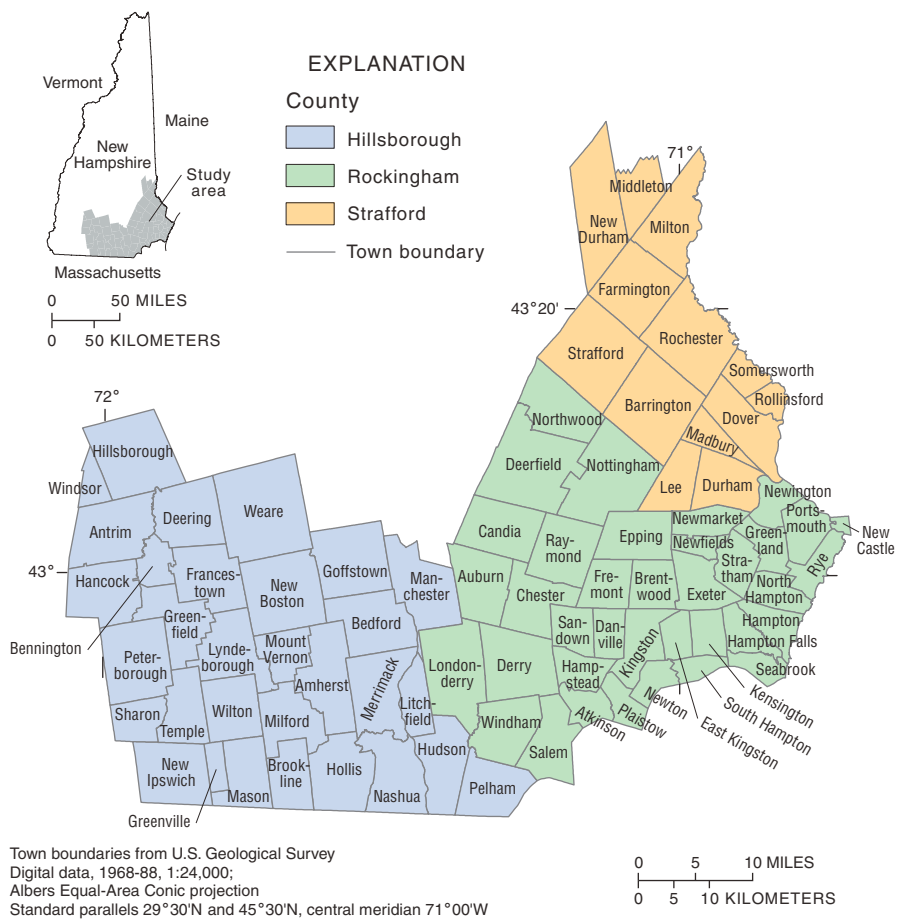 Vermont
Maine
New
Hampshire
Study
area
Massachusetts
0 50 MILES
0 50 KILOMETERS
EXPLANATION
County
Hillsborough
Rockingham
Strafford
Town boundary
71°
Middleton
New
Durham
Milton
Farmington
43°20'
Rochester
Strafford
Somersworth
Rollinsford
Barrington
Dover
Madbury
Lee
Durham
Northwood
Deerfield
Nottingham
Newington
Ports-
mouth
New
Castle
Rye
Newmarket
Green-
land
Newfields
Stra-
tham
North
Hampton
Epping
Candia
Ray-
mond
Auburn
Chester
Fre-
mont
Brent-
wood
Exeter
Hampton
Hampton Falls
Seabrook
San-
down
Dan-
ville
Kingston
Hamp-
stead
London-
derry
Derry
Windham
Salem
Atkinson
Plaistow
Newton
East Kingston
South Hampton
Kensington
72°
Hillsborough
Windsor
Antrim
Deering
Weare
43°
Hancock
Frances-
town
New
Boston
Goffstown
Man-
chester
Bennington
Green-
field
Bedford
Peter-
borough
Lynde-
borough
Mount
Vernon
Amherst
Merrimack
Litch-
field
Sharon
Temple
Wilton
Milford
Hudson
New
Ipswich
Mason
Brook-
line
Hollis
Nashua
Pelham
Greenville
Town boundaries from U.S. Geological Survey
Digital data, 1968-88, 1:24,000;
Albers Equal-Area Conic projection
Standard parallels 29°30'N and 45°30'N, central meridian 71°00'W
0 5 10 MILES
0 5 10 KILOMETERS